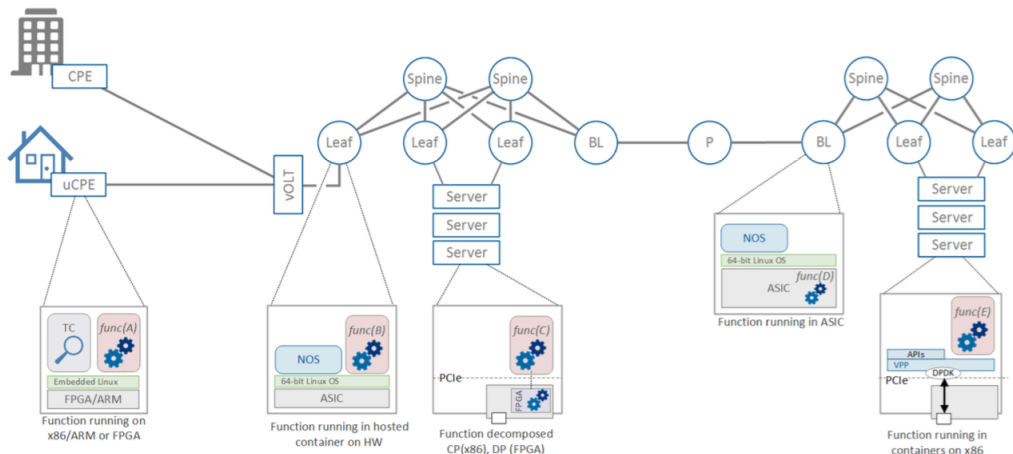 CPE
uCPE
vOLT
Leaf
Spine
Spine
Leaf
Leaf
BL
P
BL
Spine
Spine
Leaf
Leaf
Server
Server
Server
Server
Server
Server
TC
func(A)
Embedded Linux
FPGA/ARM
Function running on
x86/ARM or FPGA
func(B)
NOS
64-bit Linux OS
ASIC
Function running in hosted
container on HW
func(C)
PCIe
FPGA
Function decomposed
CP(x86), DP (FPGA)
NOS
64-bit Linux OS
func(D)
ASIC
Function running in ASIC
func(E)
APIs
VPP
DPDK
PCIe
Function running in
containers on x86